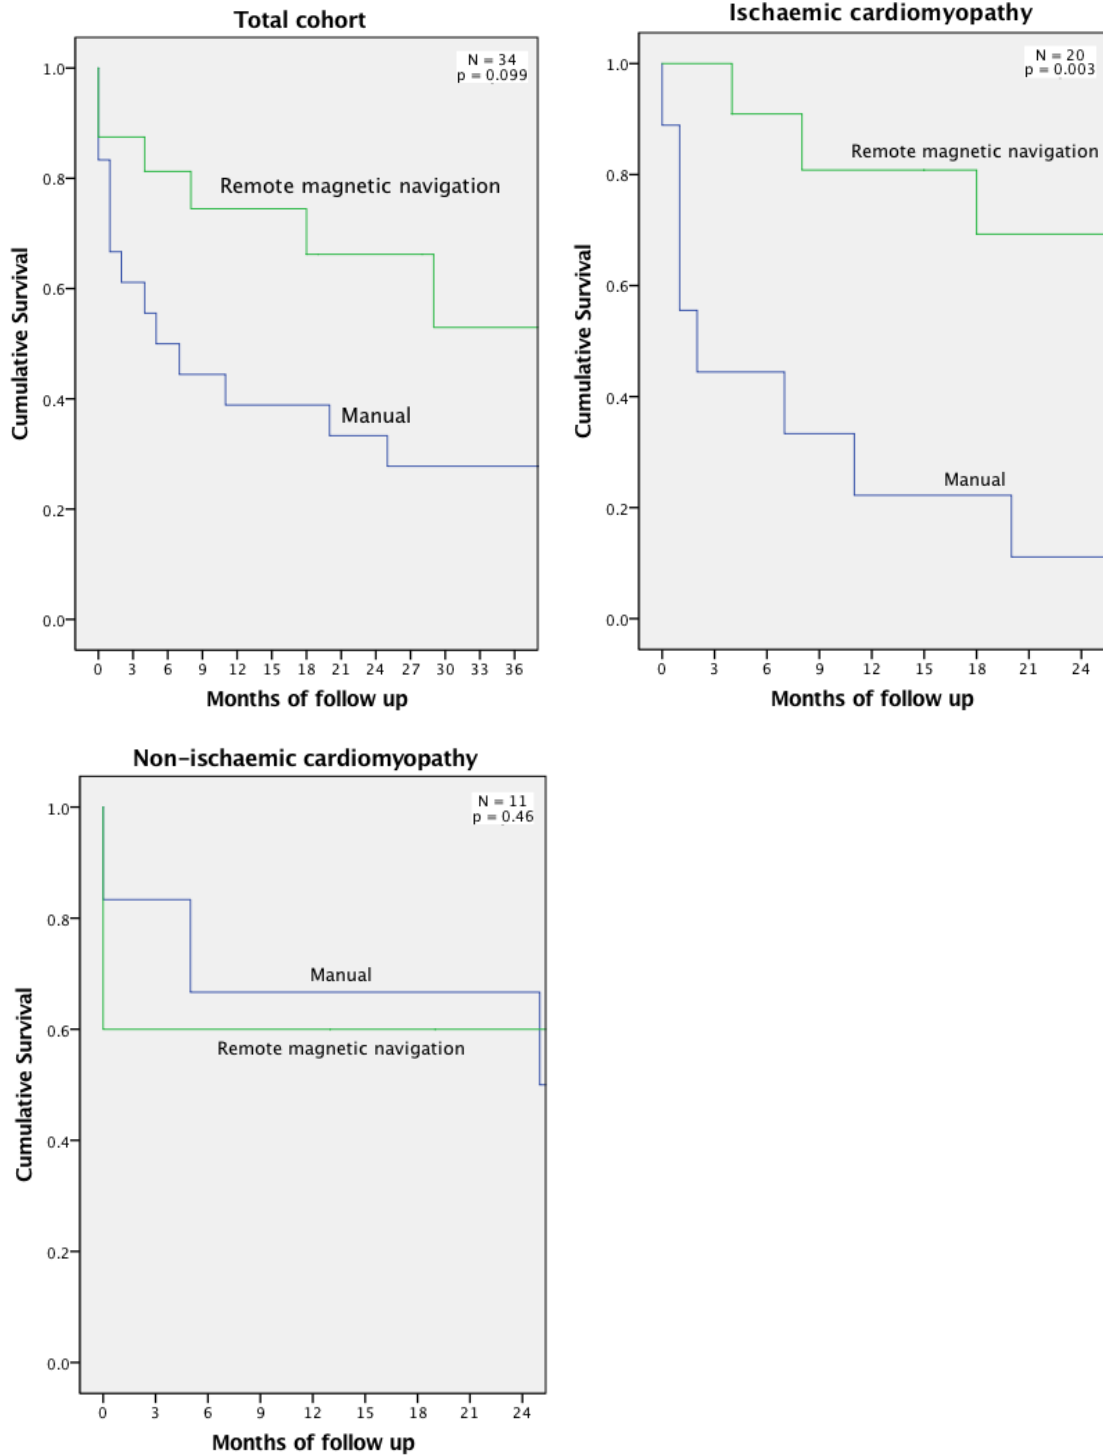 Total cohort
N = 34
p = 0.099
1.0
0.8
0.6
0.4
0.2
0.0
Cumulative Survival
Remote magnetic navigation
Manual
0 3 6 9 12 15 18 21 24 27 30 33 36
Months of follow up
Ischaemic cardiomyopathy
N = 20
p = 0.003
1.0
0.8
0.6
0.4
0.2
0.0
Cumulative Survival
Remote magnetic navigation
Manual
0 3 6 9 12 15 18 21 24
Months of follow up
Non-ischaemic cardiomyopathy
N = 11
p = 0.46
1.0
0.8
0.6
0.4
0.2
0.0
Cumulative Survival
Manual
Remote magnetic navigation
0 3 6 9 12 15 18 21 24
Months of follow up